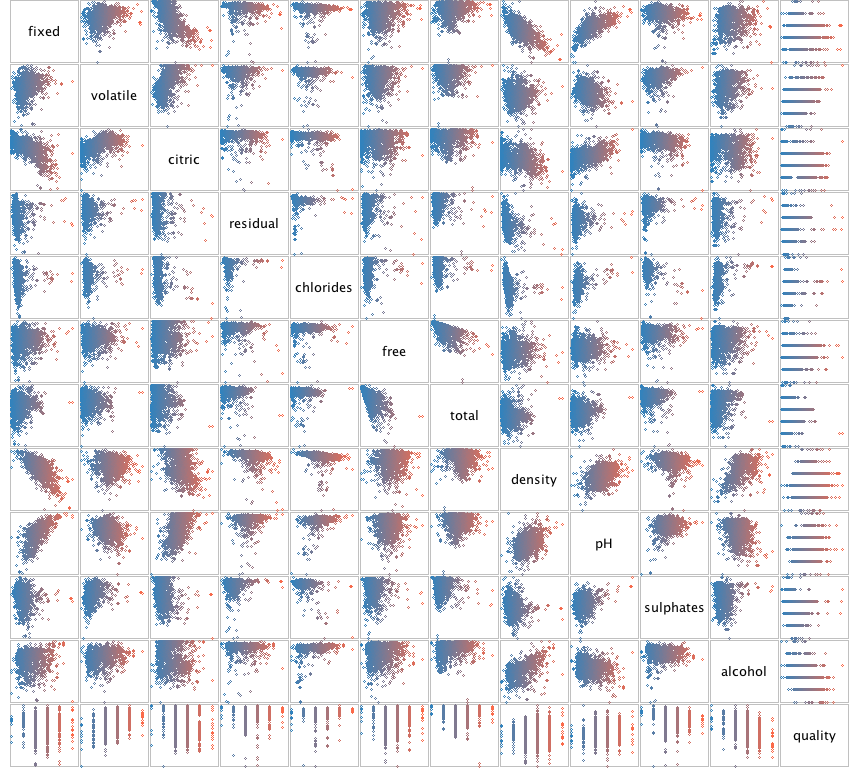 fixed
volatile
citric
residual
chlorides
free
total
density
pH
sulphates
alcohol
quality